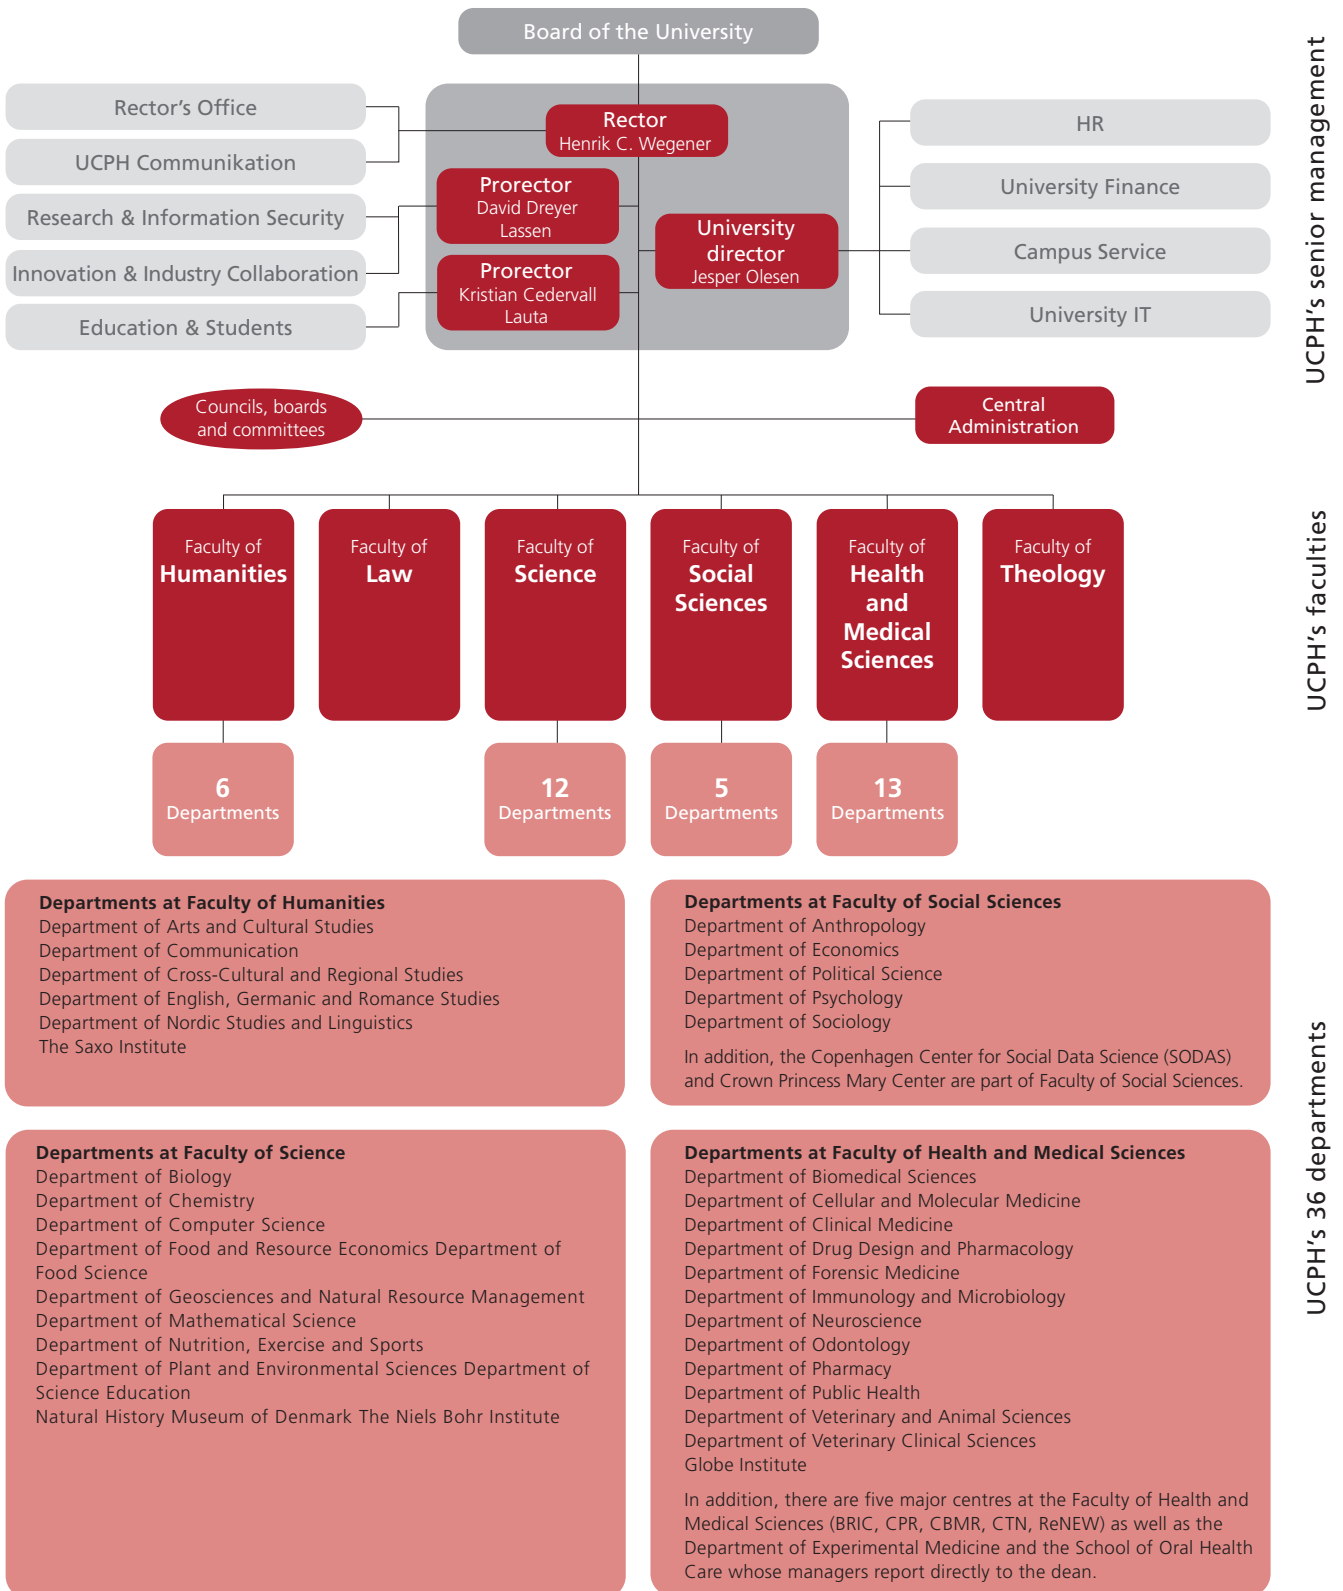 Board of the University
Rector's Office
UCPH Communikation
Research & Information Security
Innovation & Industry Collaboration
Education & Students
Rector
Henrik C. Wegener
Prorector
David Dreyer
Lassen
Prorector
Kristian Cedervall
Lauta
University
director
Jesper Olesen
HR
University Finance
Campus Service
University IT
UCPH's senior management
Councils, boards
and committees
Central
Administration
Faculty of
Humanities
Faculty of
Law
Faculty of
Science
Faculty of
Social
Sciences
Faculty of
Health
and
Medical
Sciences
Faculty of
Theology
UCPH's faculties
6
Departments
12
Departments
5
Departments
13
Departments
Departments at Faculty of Humanities
Department of Arts and Cultural Studies
Department of Communication
Department of Cross-Cultural and Regional Studies
Department of English, Germanic and Romance Studies
Department of Nordic Studies and Linguistics
The Saxo Institute
Departments at Faculty of Social Sciences
Department of Anthropology
Department of Economics
Department of Political Science
Department of Psychology
Department of Sociology
In addition, the Copenhagen Center for Social Data Science (SODAS)
and Crown Princess Mary Center are part of Faculty of Social Sciences.
Departments at Faculty of Science
Department of Biology
Department of Chemistry
Department of Computer Science
Department of Food and Resource Economics Department of
Food Science
Department of Geosciences and Natural Resource Management
Department of Mathematical Science
Department of Nutrition, Exercise and Sports
Department of Plant and Environmental Sciences Department of
Science Education
Natural History Museum of Denmark The Niels Bohr Institute
Departments at Faculty of Health and Medical Sciences
Department of Biomedical Sciences
Department of Cellular and Molecular Medicine
Department of Clinical Medicine
Department of Drug Design and Pharmacology
Department of Forensic Medicine
Department of Immunology and Microbiology
Department of Neuroscience
Department of Odontology
Department of Pharmacy
Department of Public Health
Department of Veterinary and Animal Sciences
Department of Veterinary Clinical Sciences
Globe Institute
In addition, there are five major centres at the Faculty of Health and
Medical Sciences (BRIC, CPR, CBMR, CTN, ReNEW) as well as the
Department of Experimental Medicine and the School of Oral Health
Care whose managers report directly to the dean.
UCPH's 36 departments